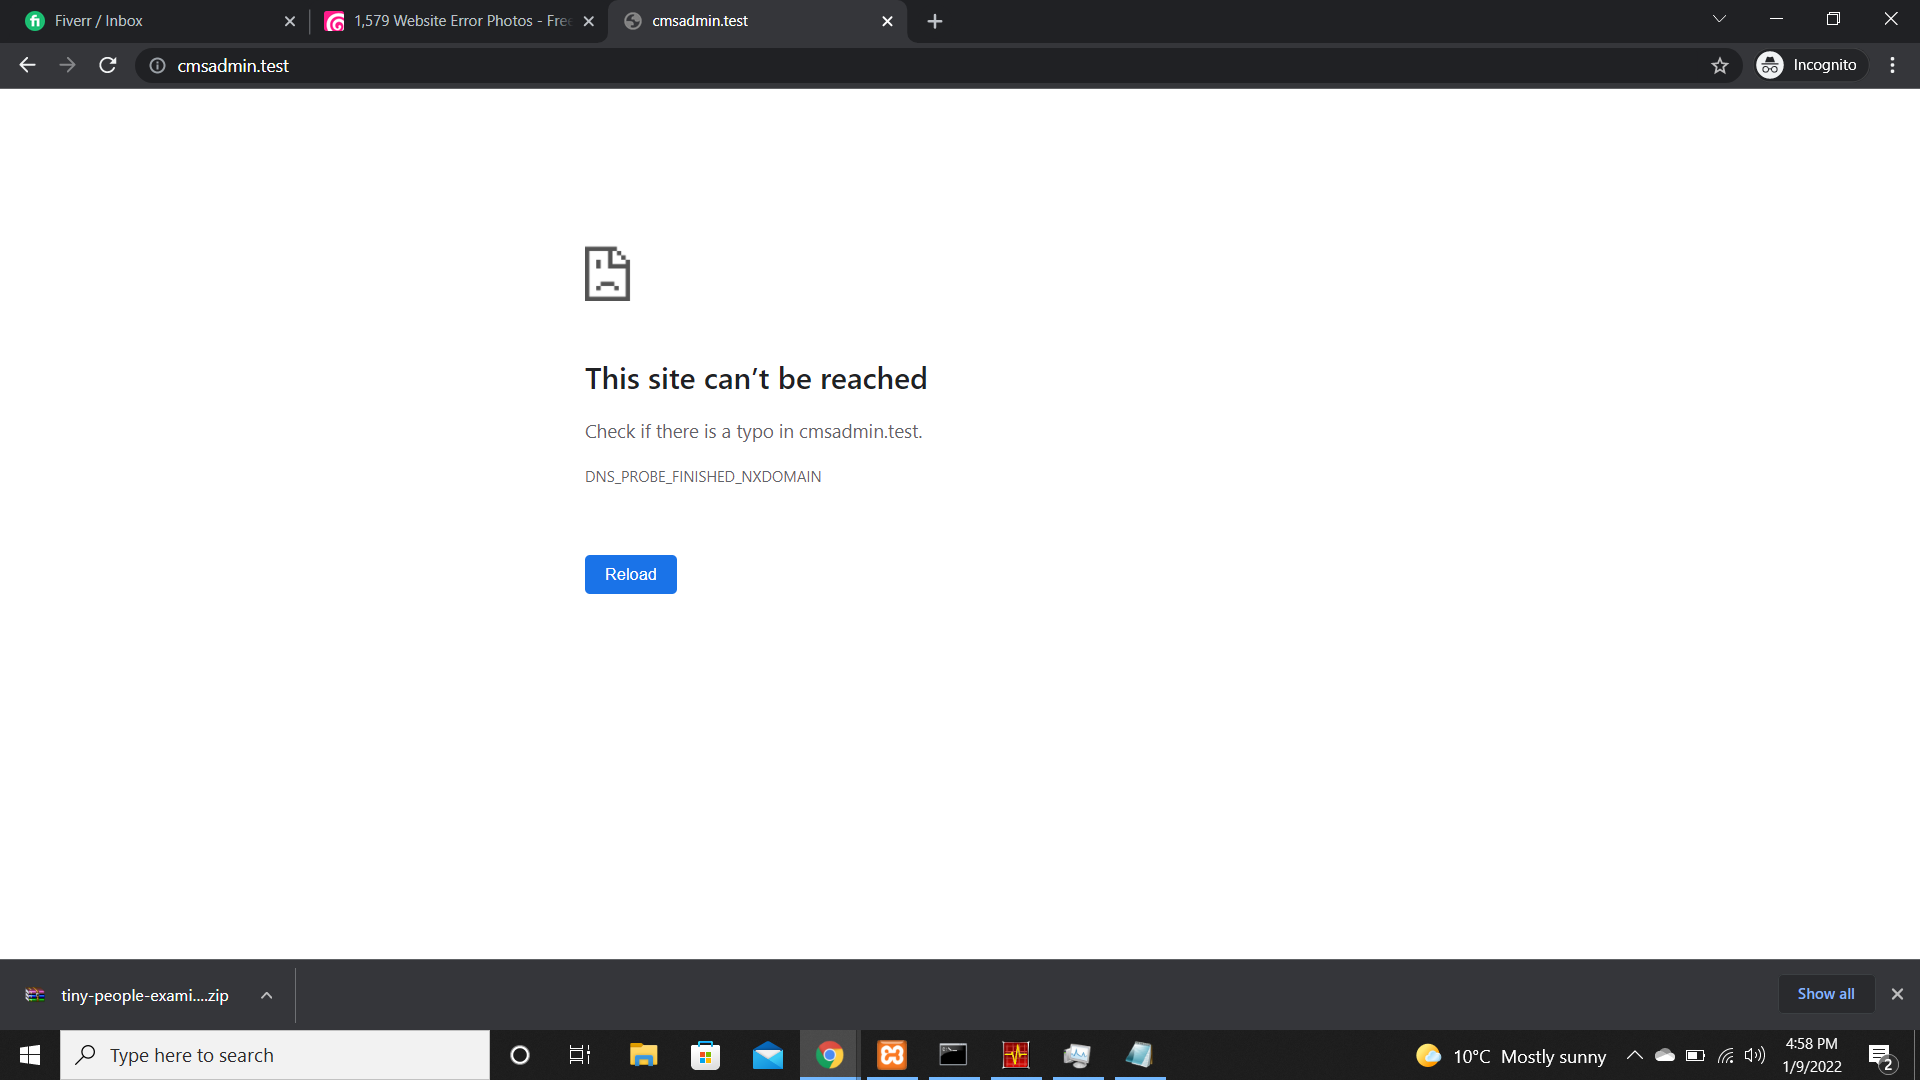 Fiverr / Inbox
1,579 Website Error Photos - Free
cmsadmin.test
cmsadmin.test
Incognito
This site can’t be reached
Check if there is a typo in cmsadmin.test.
DNS_PROBE_FINISHED_NXDOMAIN
Reload
tiny-people-exami....zip
Show all
Type here to search
10°C Mostly sunny
4:58 PM
1/9/2022
2